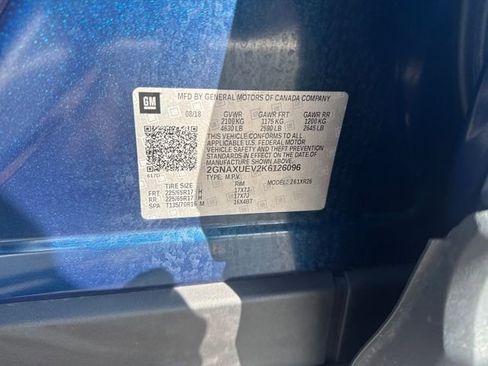 GM
MFD BY GENERAL MOTORS OF CANADA COMPANY
08/18 GVWR GAWR FRT GAWR RR
2100 KG 1175 KG 1200 KG
4630 LB 2590 LB 2645 LB
THIS VEHICLE CONFORMS TO ALL
APPLICABLE U.S. FEDERAL MOTOR
VEHICLE SAFETY AND THEFT PREVENTION
STANDARDS IN EFFECT ON THE DATE OF
MANUFACTURE SHOWN ABOVE.
2GNAXUEV2K6126096
TYPE: M.P.V. MODEL: 261XR26
TIRE SIZE RIM
FRT 225/65R17 H 17X7J
RR 225/65R17 H 17X7J
SPA T135/70R16 M 16X4BT